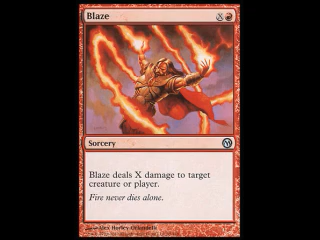 Blaze X
Sorcery
Blaze deals X damage to target
creature or player.
Fire never dies alone.